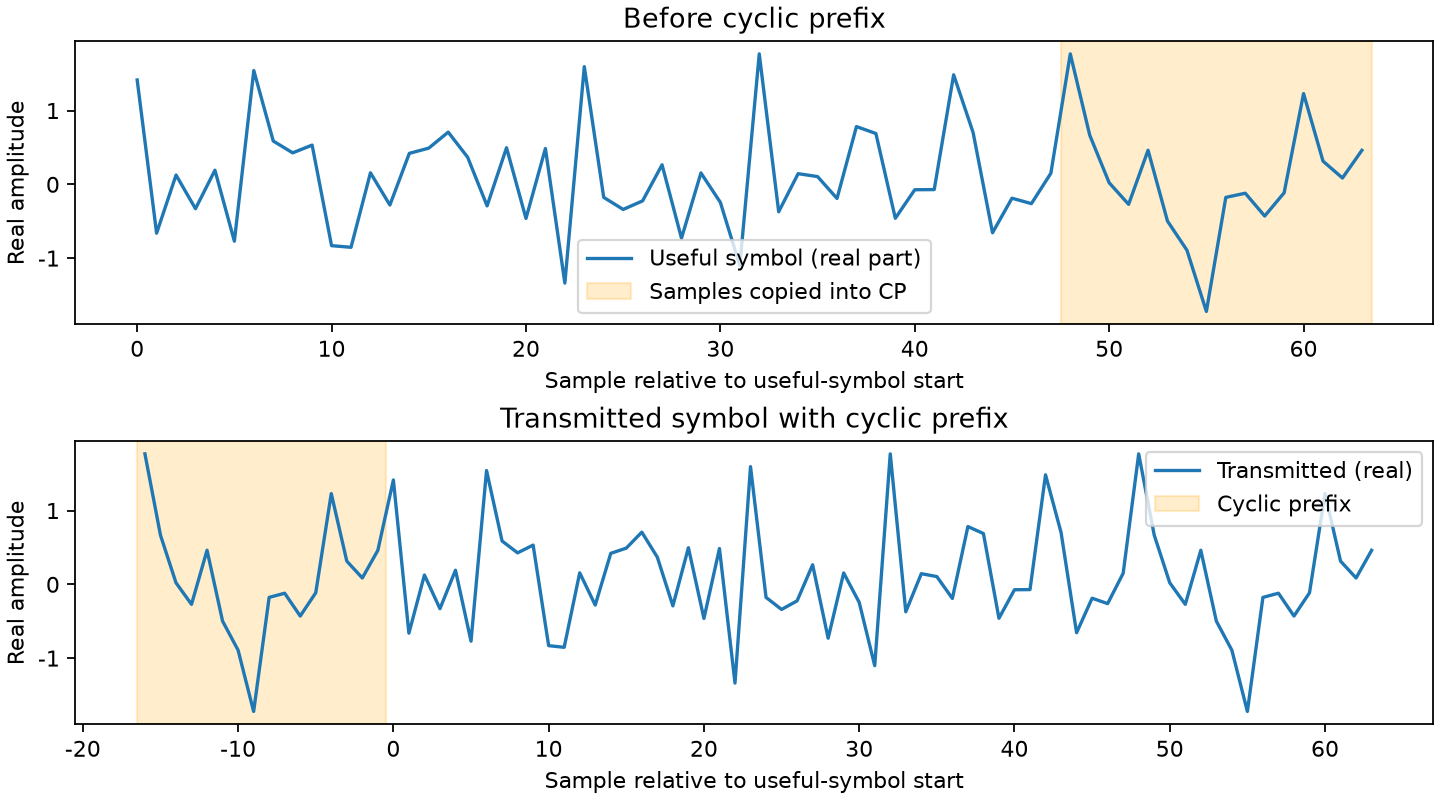 Before cyclic prefix
Real amplitude
1
0
-1
Useful symbol (real part)
Samples copied into CP
0 10 20 30 40 50 60
Sample relative to useful-symbol start
Transmitted symbol with cyclic prefix
Real amplitude
1
0
-1
Transmitted (real)
Cyclic prefix
-20 -10 0 10 20 30 40 50 60
Sample relative to useful-symbol start